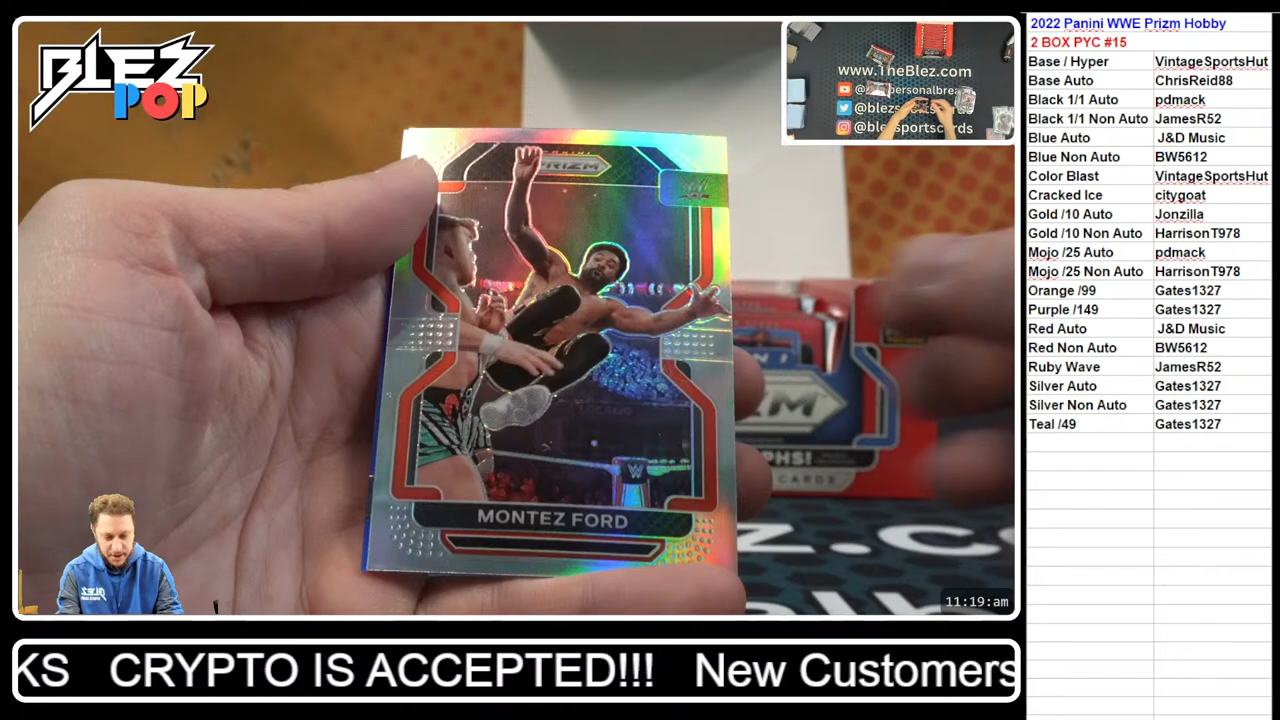 BLEZ
POP
PANINI
PRIZM
MONTEZ FORD
www.TheBlez.com
@blezsportscards
2022 Panini WWE Prizm Hobby
2 BOX PYC #15
Base / Hyper VintageSportsHut
Base Auto ChrisReid88
Black 1/1 Auto pdmack
Black 1/1 Non Auto JamesR52
Blue Auto J&D Music
Blue Non Auto BW5612
Color Blast VintageSportsHut
Cracked Ice citygoat
Gold /10 Auto Jonzilla
Gold /10 Non Auto HarrisonT978
Mojo /25 Auto pdmack
Mojo /25 Non Auto HarrisonT978
Orange /99 Gates1327
Purple /149 Gates1327
Red Auto J&D Music
Red Non Auto BW5612
Ruby Wave JamesR52
Silver Auto Gates1327
Silver Non Auto Gates1327
Teal /49 Gates1327
CARDS
11:19:am
KS CRYPTO IS ACCEPTED!!! New Customers